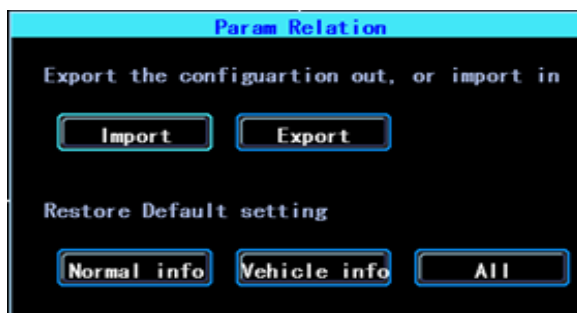 Param Relation
Export the configuartion out, or import in
Import Export
Restore Default setting
Normal info Vehicle info All